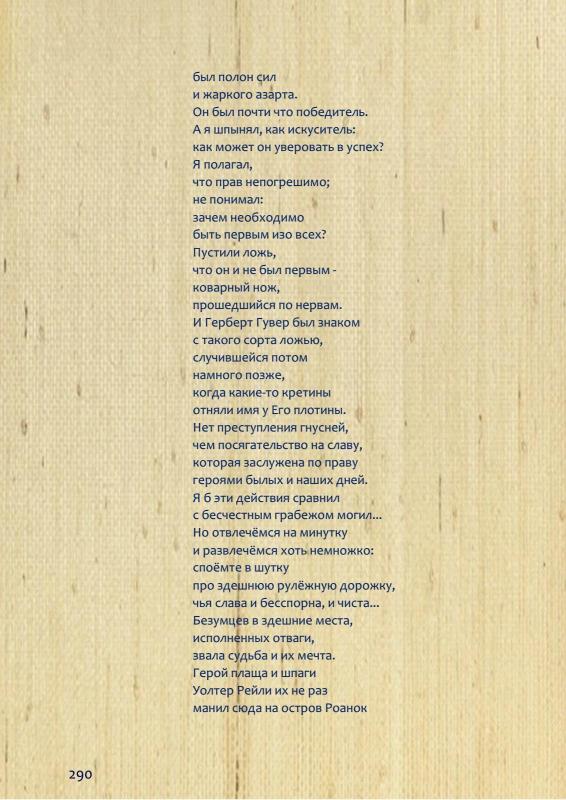 был полон сил
и жаркого азарта.
Он был почти что победитель.
А я шпынял, как искуситель:
как может он уверовать в успех?
Я полагал,
что прав непогрешимо;
не понимал:
зачем необходимо
быть первым изо всех?
Пустили ложь,
что он и не был первым -
коварный нож,
прошедшийся по нервам.
И Герберт Гувер был знаком
с такого сорта ложью,
случившейся потом
намного позже,
когда какие-то кретины
отняли имя у Его плотины.
Нет преступления гнусней,
чем посягательство на славу,
которая заслужена по праву
героями былых и наших дней.
Я б эти действия сравнил
с бесчестным грабежом могил...
Но отвлечёмся на минутку
и развлечёмся хоть немножко:
споёмте в шутку
про здешнюю рулёжную дорожку,
чья слава и бесспорна, и чиста...
Безумцев в здешние места,
исполненных отваги,
звала судьба и их мечта.
Герой плаща и шпаги
Уолтер Рейли их не раз
манил сюда на остров Роанок
290